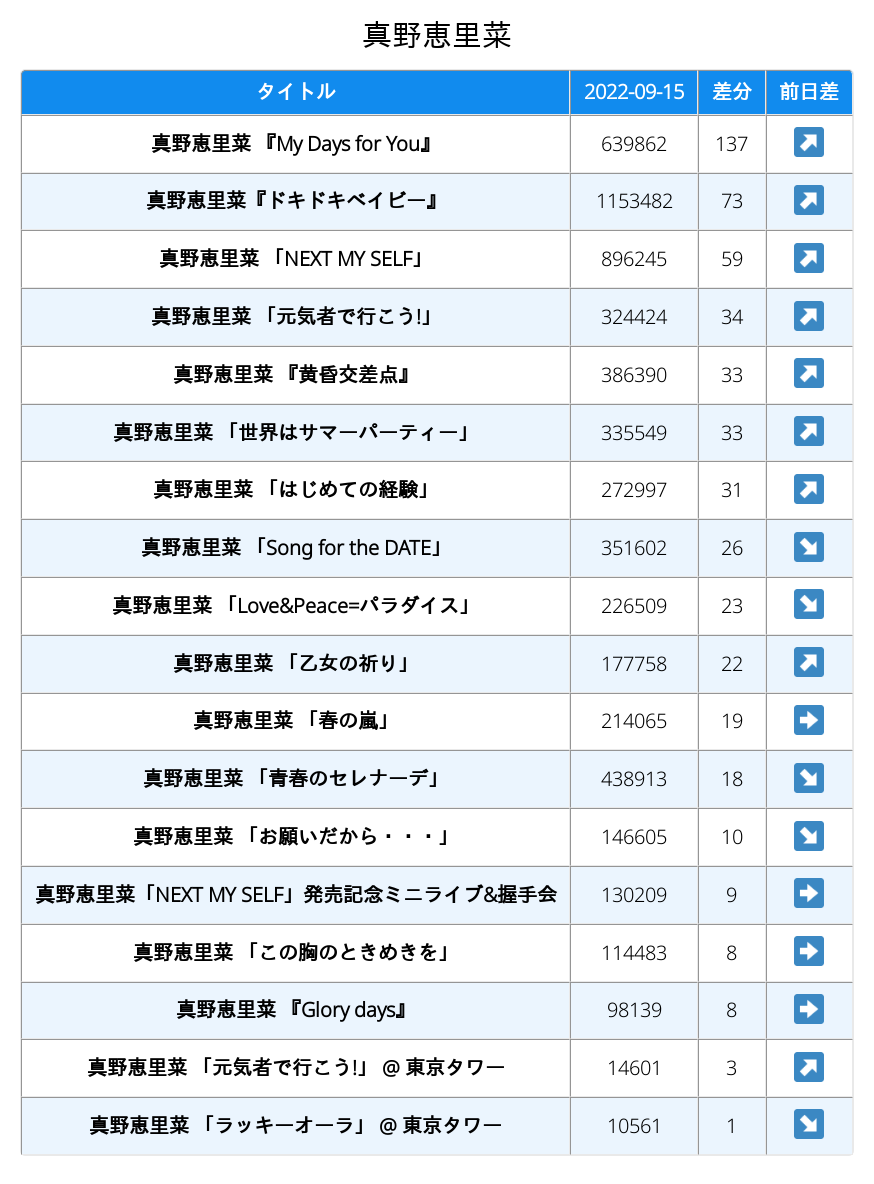 真野恵里菜
タイトル 2022-09-15 差分 前日差
真野恵里菜 『My Days for You』 639862 137 ↗
真野恵里菜『ドキドキベイビー』 1153482 73 ↗
真野恵里菜 「NEXT MY SELF」 896245 59 ↗
真野恵里菜 「元気者で行こう!」 324424 34 ↗
真野恵里菜 『黄昏交差点』 386390 33 ↗
真野恵里菜 「世界はサマーパーティー」 335549 33 ↗
真野恵里菜 「はじめての経験」 272997 31 ↗
真野恵里菜 「Song for the DATE」 351602 26 ↘
真野恵里菜 「Love&Peace=パラダイス」 226509 23 ↘
真野恵里菜 「乙女の祈り」 177758 22 ↗
真野恵里菜 「春の嵐」 214065 19 ➡
真野恵里菜 「青春のセレナーデ」 438913 18 ↘
真野恵里菜 「お願いだから・・・」 146605 10 ↘
真野恵里菜「NEXT MY SELF」発売記念ミニライブ&握手会 130209 9 ➡
真野恵里菜 「この胸のときめきを」 114483 8 ➡
真野恵里菜 『Glory days』 98139 8 ➡
真野恵里菜 「元気者で行こう!」 @ 東京タワー 14601 3 ↗
真野恵里菜 「ラッキーオーラ」 @ 東京タワー 10561 1 ↘